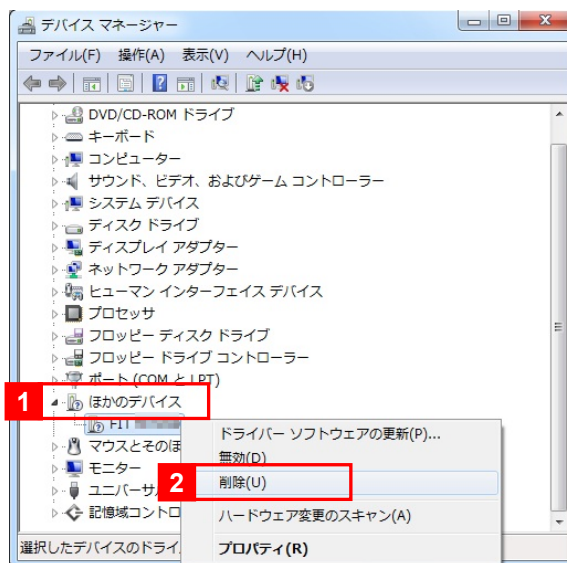 デバイス マネージャー
ファイル(F) 操作(A) 表示(V) ヘルプ(H)
DVD/CD-ROM ドライブ
キーボード
コンピューター
サウンド、ビデオ、およびゲーム コントローラー
システム デバイス
ディスク ドライブ
ディスプレイ アダプター
ネットワーク アダプター
ヒューマン インターフェイス デバイス
プロセッサ
フロッピー ディスク ドライブ
フロッピー ドライブ コントローラー
ポート (COM と LPT)
1 ほかのデバイス
FIT
マウスとそのほ
モニター
ユニバーサ
記憶域コントロ
ドライバー ソフトウェアの更新(P)...
無効(D)
2 削除(U)
ハードウェア変更のスキャン(A)
プロパティ(R)
選択したデバイスのドライ